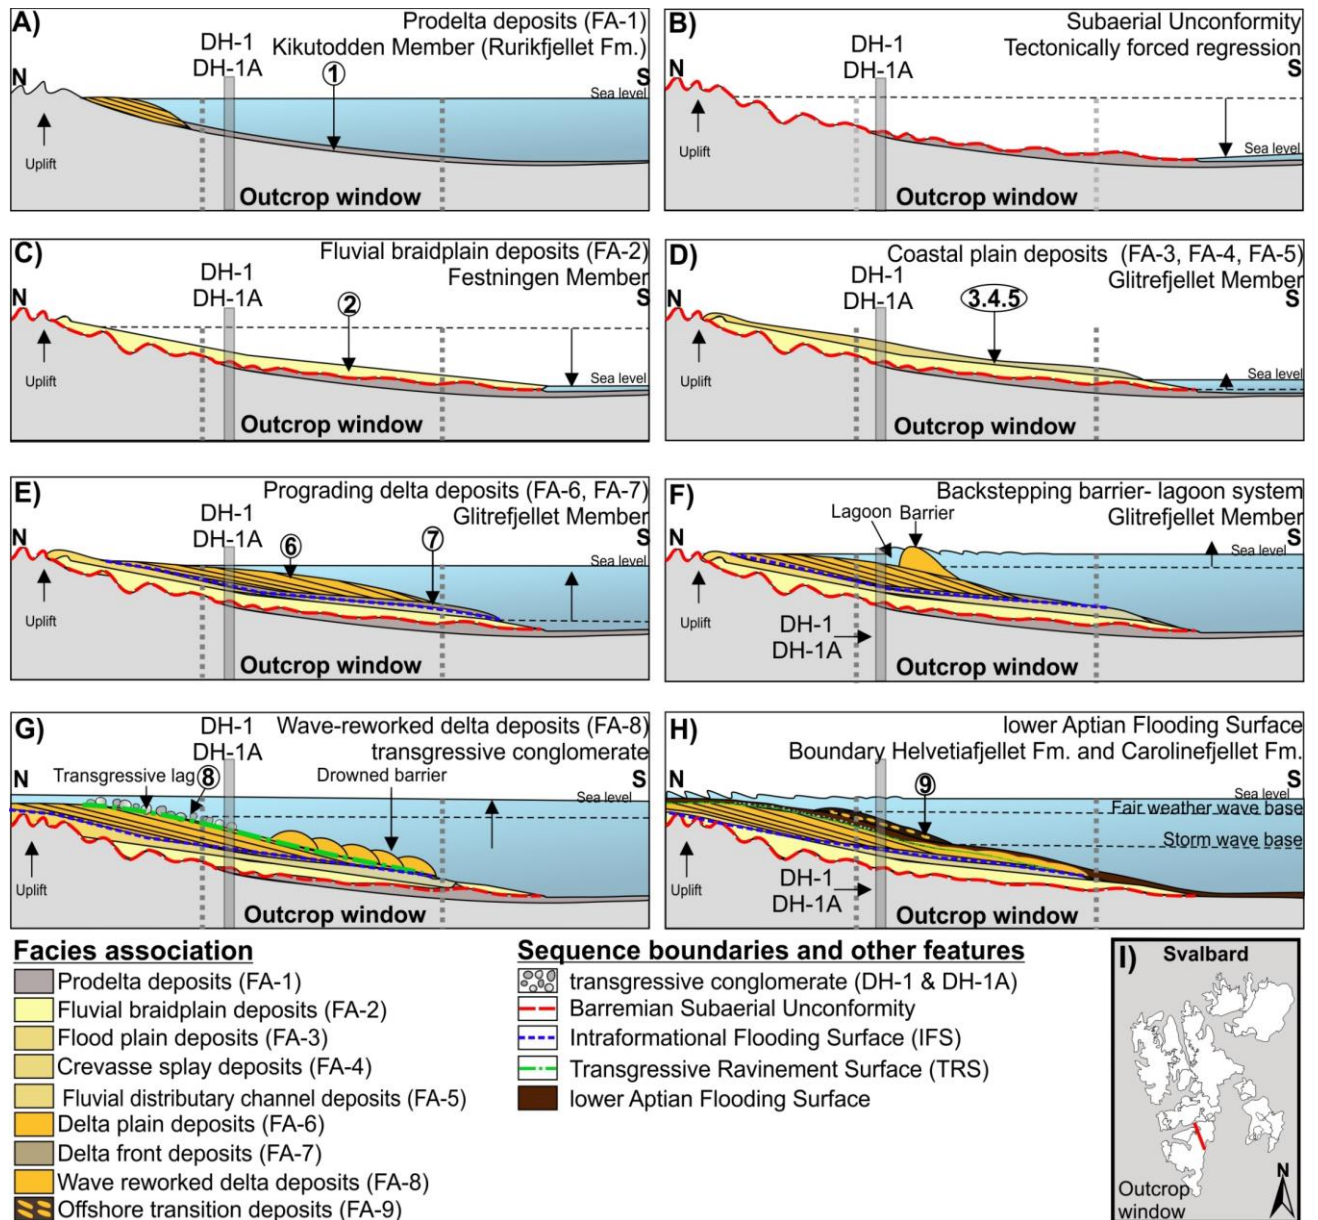 A)
Prodelta deposits (FA-1)
Kikutodden Member (Rurikfjellet Fm.)
DH-1
DH-1A
1
N
S
Sea level
Uplift
Outcrop window
B)
Subaerial Unconformity
Tectonically forced regression
DH-1
DH-1A
N
S
Sea level
Uplift
Outcrop window
C)
Fluvial braidplain deposits (FA-2)
Festningen Member
DH-1
DH-1A
2
N
S
Sea level
Uplift
Outcrop window
D)
Coastal plain deposits (FA-3, FA-4, FA-5)
Glitrefjellet Member
DH-1
DH-1A
3.4.5
N
S
Sea level
Uplift
Outcrop window
E)
Prograding delta deposits (FA-6, FA-7)
Glitrefjellet Member
DH-1
DH-1A
6
7
N
S
Sea level
Uplift
Outcrop window
F)
Backstepping barrier- lagoon system
Glitrefjellet Member
Lagoon
Barrier
N
S
Sea level
Uplift
DH-1
DH-1A
Outcrop window
G)
Wave-reworked delta deposits (FA-8)
transgressive conglomerate
DH-1
DH-1A
N
S
Transgressive lag
8
Drowned barrier
Sea level
Uplift
Outcrop window
H)
lower Aptian Flooding Surface
Boundary Helvetiafjellet Fm. and Carolinefjellet Fm.
N
S
9
Sea level
Fair weather wave base
Storm wave base
Uplift
DH-1
DH-1A
Outcrop window
Facies association
Prodelta deposits (FA-1)
Fluvial braidplain deposits (FA-2)
Flood plain deposits (FA-3)
Crevasse splay deposits (FA-4)
Fluvial distributary channel deposits (FA-5)
Delta plain deposits (FA-6)
Delta front deposits (FA-7)
Wave reworked delta deposits (FA-8)
Offshore transition deposits (FA-9)
Sequence boundaries and other features
transgressive conglomerate (DH-1 & DH-1A)
Barremian Subaerial Unconformity
Intraformational Flooding Surface (IFS)
Transgressive Ravinement Surface (TRS)
lower Aptian Flooding Surface
I)
Svalbard
Outcrop
window
N